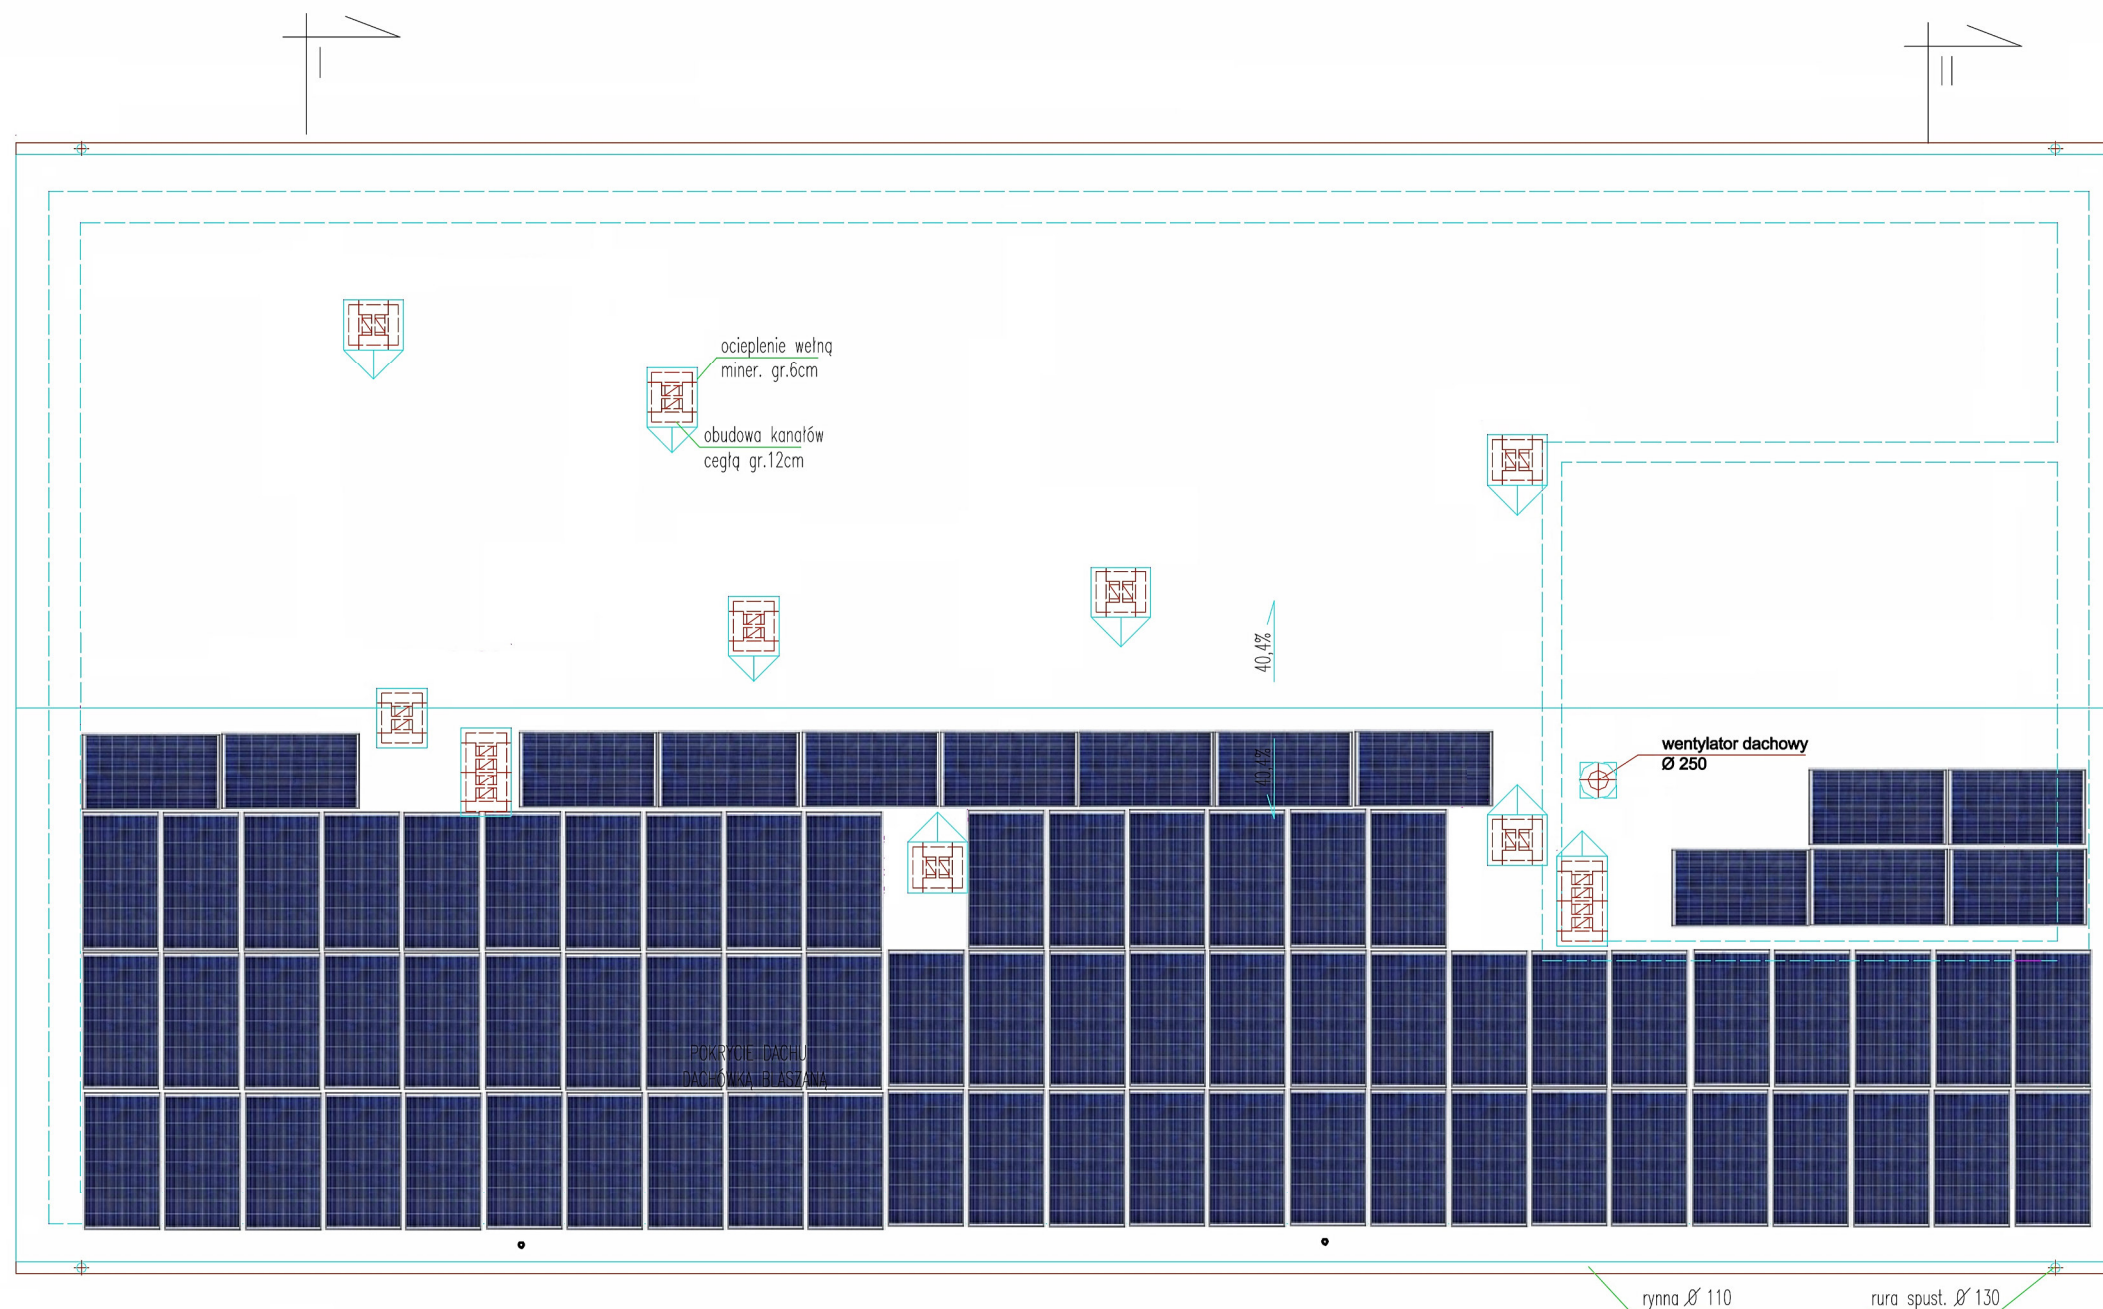 I
II
ocieplenie wełną
miner. gr.6cm
obudowa kanałów
cegłą gr.12cm
40,4%
wentylator dachowy
Ø 250
40,4%
POKRYCIE DACHU
DACHÓWKĄ BLASZANĄ
rynna Ø 110
rura spust. Ø 130